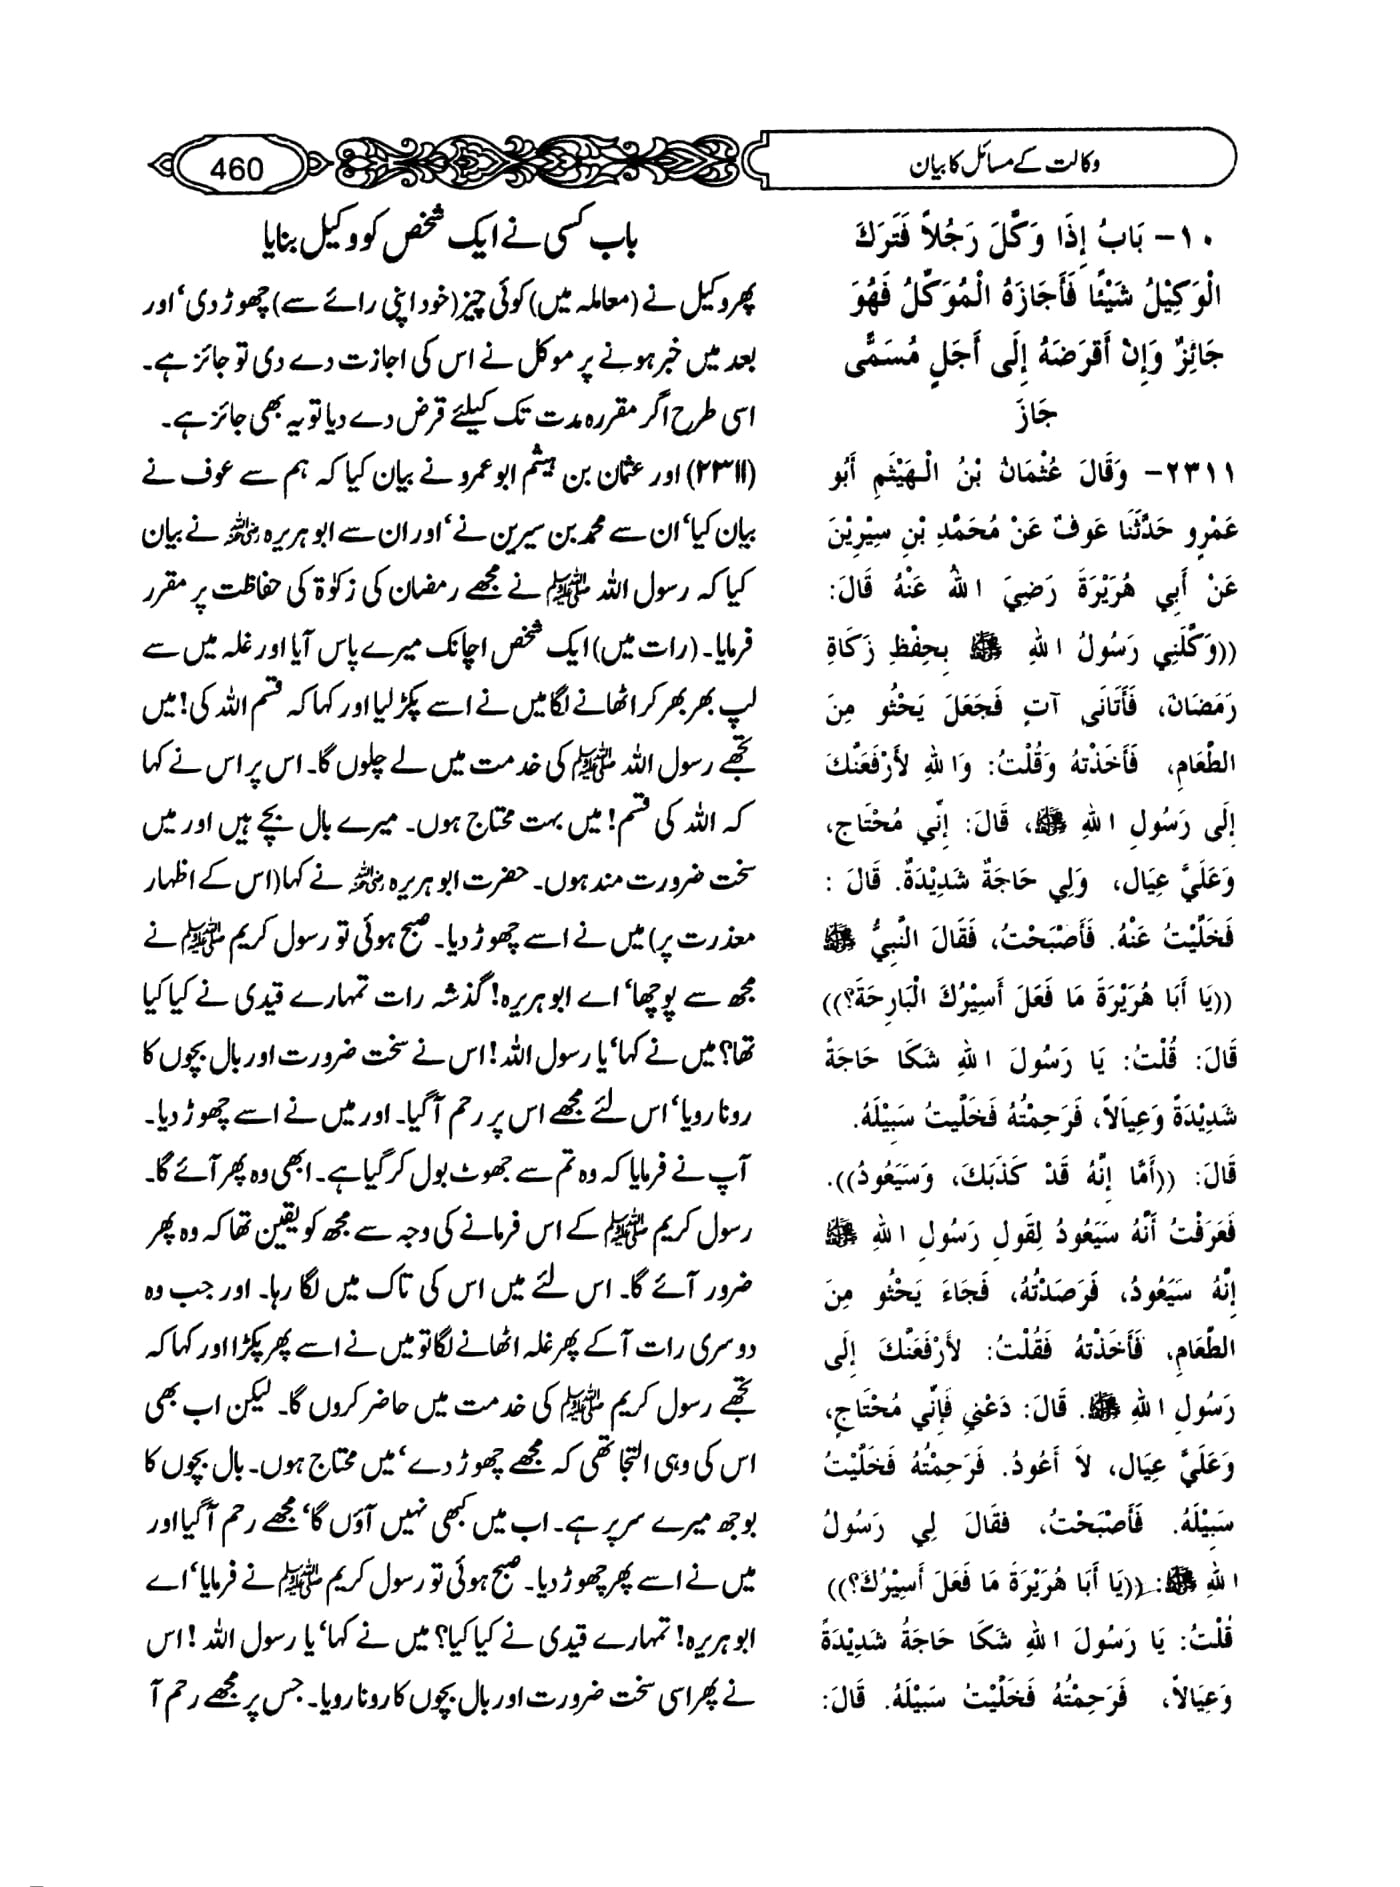 وکالت کے مسائل کا بیان
460
١٠- بَابُ إِذَا وَكَّلَ رَجُلاً فَتَرَكَ
الْوَكِيْلُ شَيْئًا فَأَجَازَهُ الْمُوَكِّلُ فَهُوَ
جَائِزٌ وَإِنْ أَقرَضَهُ إِلَى أَجَلٍ مُسَمًّى
جَازَ
٢٣١١- وَقَالَ عُثْمَانُ بْنُ الْهَيْثَمِ أَبُو
عَمْرٍو حَدَّثَنَا عَوفٌ عَنْ مُحَمَّدِ بْنِ سِيْرِيْنَ
عَنْ أَبِي هُرَيْرَةَ رَضِيَ اللهُ عَنْهُ قَالَ:
((وَكَّلَنِي رَسُولُ اللهِ ﷺ بِحِفْظِ زَكَاةِ
رَمَضَانَ، فَأَتَانَي آتٍ فَجَعَلَ يَحْثُو مِنَ
الطَّعَامِ، فَأَخَذْتهُ وَقُلْتُ: وَاللهِ لأَرْفَعَنَّكَ
إِلَى رَسُولِ اللهِ ﷺ، قَالَ: إِنِّي مُحْتَاج،
وَعَلَيَّ عِيَال، وَلِي حَاجَةٌ شَدِيْدَةٌ. قَالَ :
فَخَلَّيْتُ عَنْهُ. فَأَصْبَحْتُ، فَقَالَ النَّبِيُّ ﷺ
((يَا أَبَا هُرَيْرَةَ مَا فَعَلَ أَسِيْرُكَ الْبَارِحَةَ؟))
قَالَ: قُلْتُ: يَا رَسُولَ اللهِ شَكَا حَاجَةً
شَدِيْدَةً وَعِيَالاً، فَرَحِمْتُهُ فَخَلَّيتُ سَبِيْلَهُ.
قَالَ: ((أَمَّا إِنَّهُ قَدْ كَذَبَكَ، وَسَيَعُودُ)).
فَعَرَفْتُ أَنَّهُ سَيَعُودُ لِقَولِ رَسُولِ اللهِ ﷺ
إِنَّهُ سَيَعُودُ، فَرَصَدْتُهُ، فَجَاءَ يَحْثُو مِنَ
الطَّعَامِ، فَأَخَذْتهُ فَقُلْتُ: لأَرْفَعَنَّكَ إِلَى
رَسُولِ اللهِ ﷺ. قَالَ: دَعْنِي فَإِنِّي مُحْتَاجٍ،
وَعَلَيَّ عِيَال، لاَ أَعُودُ. فَرَحِمْتُهُ فَخَلَّيْتُ
سَبِيْلَهُ. فَأَصْبَحْتُ، فَقَالَ لِي رَسُولُ
اللهِ ﷺ: ((يَا أَبَا هُرَيْرَةَ مَا فَعَلَ أَسِيْرُكَ؟))
قُلْتُ: يَا رَسُولَ اللهِ شَكَا حَاجَةً شَدِيْدَةً
وَعِيَالاً، فَرَحِمْتُهُ فَخَلَيْتُ سَبِيْلَهُ. قَالَ:
باب کسی نے ایک شخص کو وکیل بنایا
پھر وکیل نے (معاملہ میں) کوئی چیز (خود اپنی رائے سے) چھوڑ دی‘ اور
بعد میں خبر ہونے پر موکل نے اس کی اجازت دے دی تو جائز ہے۔
اسی طرح اگر مقررہ مدت تک کیلئے قرض دے دیا تو یہ بھی جائز ہے۔
(۲۳۱۱) اور عثمان بن ہیشم ابو عمرو نے بیان کیا کہ ہم سے عوف نے
بیان کیا‘ ان سے محمد بن سیرین نے‘ اور ان سے ابو ہریرہ رضی اللہ عنہ نے بیان
کیا کہ رسول اللہ ﷺ نے مجھے رمضان کی زکوٰۃ کی حفاظت پر مقرر
فرمایا۔ (رات میں) ایک شخص اچانک میرے پاس آیا اور غلہ میں سے
لپ بھر بھر کر اٹھانے لگا میں نے اسے پکڑ لیا اور کہا کہ قسم اللہ کی! میں
تجھے رسول اللہ ﷺ کی خدمت میں لے چلوں گا۔ اس پر اس نے کہا
کہ اللہ کی قسم! میں بہت محتاج ہوں۔ میرے بال بچے ہیں اور میں
سخت ضرورت مند ہوں۔ حضرت ابو ہریرہ رضی اللہ عنہ نے کہا (اس کے اظہار
معذرت پر) میں نے اسے چھوڑ دیا۔ صبح ہوئی تو رسول کریم ﷺ نے
مجھ سے پوچھا‘ اے ابو ہریرہ! گذشتہ رات تمہارے قیدی نے کیا کیا
تھا؟ میں نے کہا‘ یا رسول اللہ! اس نے سخت ضرورت اور بال بچوں کا
رونا رویا‘ اس لئے مجھے اس پر رحم آ گیا۔ اور میں نے اسے چھوڑ دیا۔
آپ نے فرمایا کہ وہ تم سے جھوٹ بول کر گیا ہے۔ ابھی وہ پھر آئے گا۔
رسول کریم ﷺ کے اس فرمانے کی وجہ سے مجھ کو یقین تھا کہ وہ پھر
ضرور آئے گا۔ اس لئے میں اس کی تاک میں لگا رہا۔ اور جب وہ
دوسری رات آکے پھر غلہ اٹھانے لگا تو میں نے اسے پھر پکڑا اور کہا کہ
تجھے رسول کریم ﷺ کی خدمت میں حاضر کروں گا۔ لیکن اب بھی
اس کی وہی التجا تھی کہ مجھے چھوڑ دے‘ میں محتاج ہوں۔ بال بچوں کا
بوجھ میرے سر پر ہے۔ اب میں کبھی نہیں آؤں گا‘ مجھے رحم آ گیا اور
میں نے اسے پھر چھوڑ دیا۔ صبح ہوئی تو رسول کریم ﷺ نے فرمایا‘ اے
ابو ہریرہ! تمہارے قیدی نے کیا کیا؟ میں نے کہا‘ یا رسول اللہ! اس
نے پھر اسی سخت ضرورت اور بال بچوں کا رونا رویا۔ جس پر مجھے رحم آ